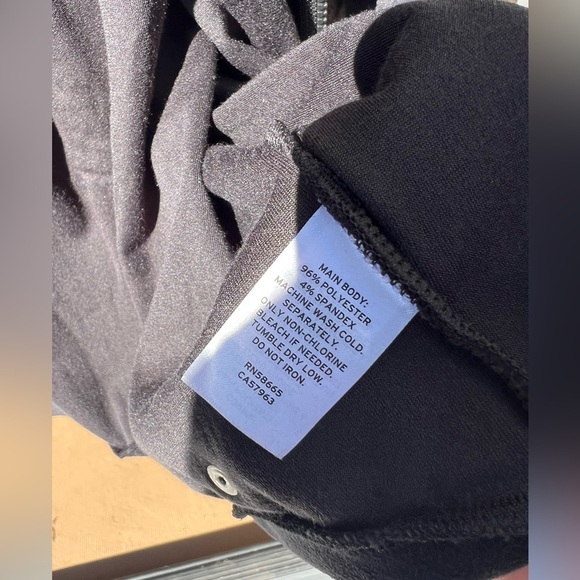 MAIN BODY:
96% POLYESTER
4% SPANDEX
MACHINE WASH COLD.
SEPARATELY.
ONLY NON-CHLORINE
BLEACH IF NEEDED.
TUMBLE DRY LOW.
DO NOT IRON.
RN58665
CA57963